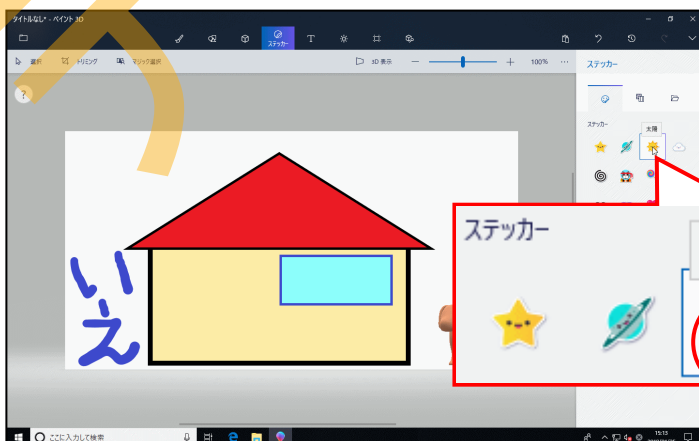 タイトルなし* - ペイント 3D
ステッカー
選択
トリミング
マジック選択
3D 表示
100%
ステッカー
ステッカー
太陽
ステッカー
いえ
ここに入力して検索
15:13